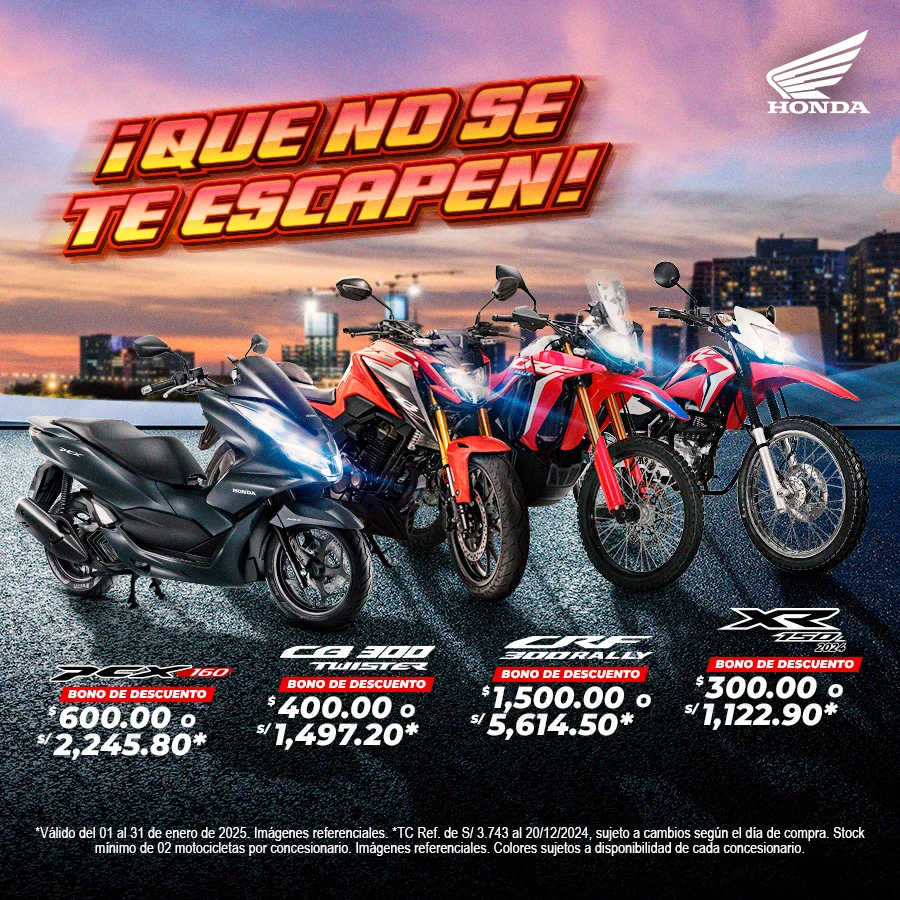 HONDA
¡QUE NO SE
TE ESCAPEN!
PCX
HONDA
PCX 160
BONO DE DESCUENTO
$600.00 o
S/2,245.80*
CB 300
TWISTER
BONO DE DESCUENTO
$400.00 o
S/1,497.20*
CRF
300RALLY
BONO DE DESCUENTO
$1,500.00 o
S/5,614.50*
XR
150L
2024
BONO DE DESCUENTO
$300.00 o
S/1,122.90*
*Válido del 01 al 31 de enero de 2025. Imágenes referenciales. *TC Ref. de S/ 3.743 al 20/12/2024, sujeto a cambios según el día de compra. Stock
mínimo de 02 motocicletas por concesionario. Imágenes referenciales. Colores sujetos a disponibilidad de cada concesionario.